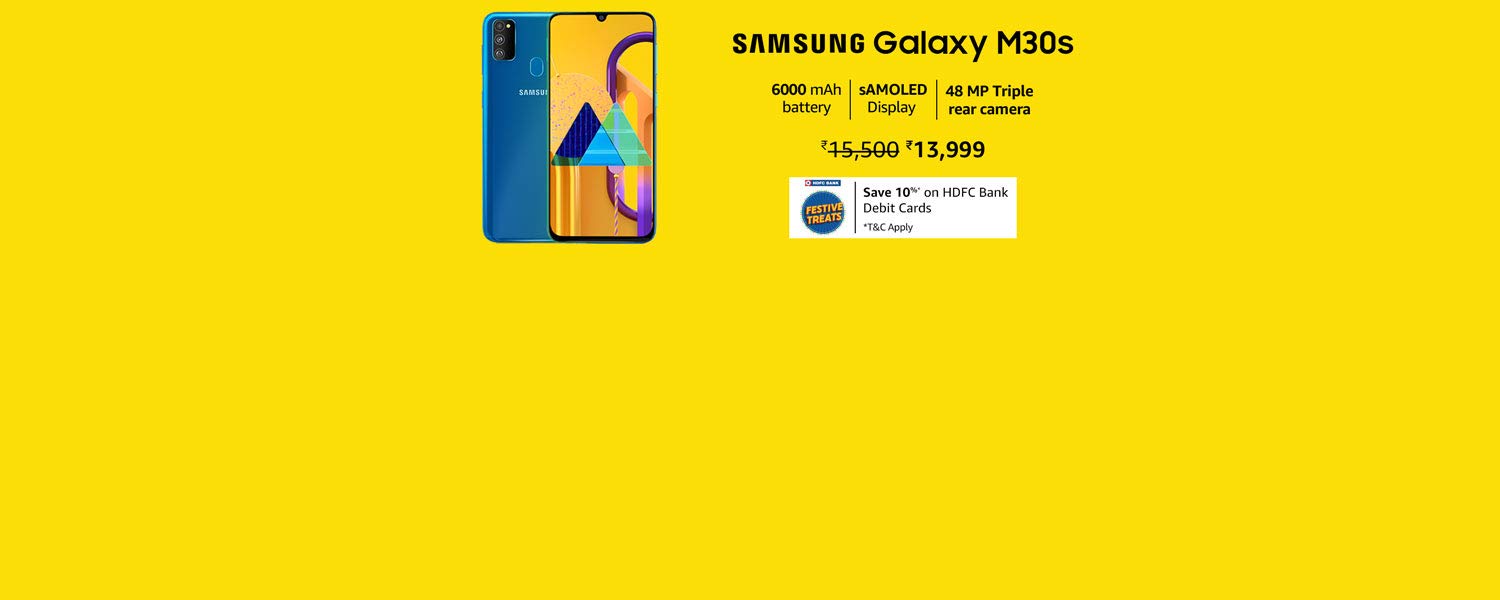 SAMSUNG
SAMSUNG Galaxy M30s
6000 mAh
battery
sAMOLED
Display
48 MP Triple
rear camera
₹15,500 ₹13,999
HDFC BANK
FESTIVE
TREATS
Save 10%* on HDFC Bank
Debit Cards
*T&C Apply